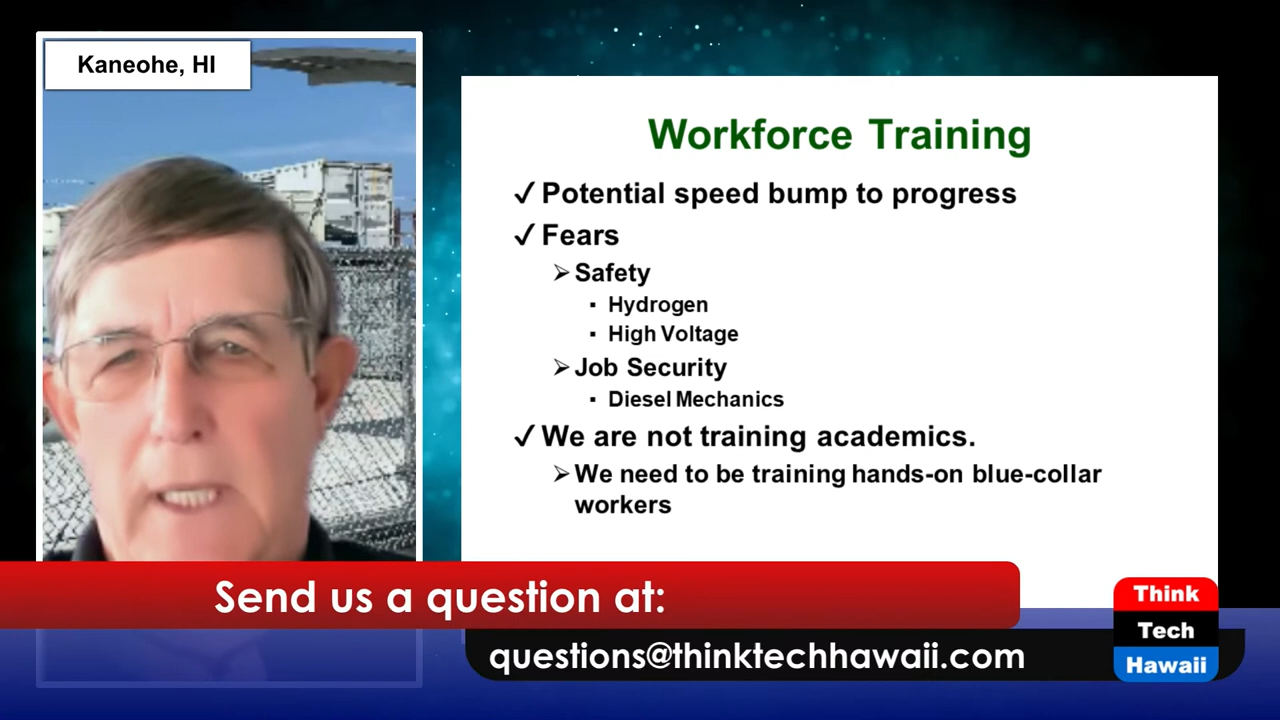 Kaneohe, HI
Workforce Training
✓ Potential speed bump to progress
✓ Fears
➢ Safety
▪ Hydrogen
▪ High Voltage
➢ Job Security
▪ Diesel Mechanics
✓ We are not training academics.
➢ We need to be training hands-on blue-collar
workers
Send us a question at:
questions@thinktechhawaii.com
Think
Tech
Hawaii